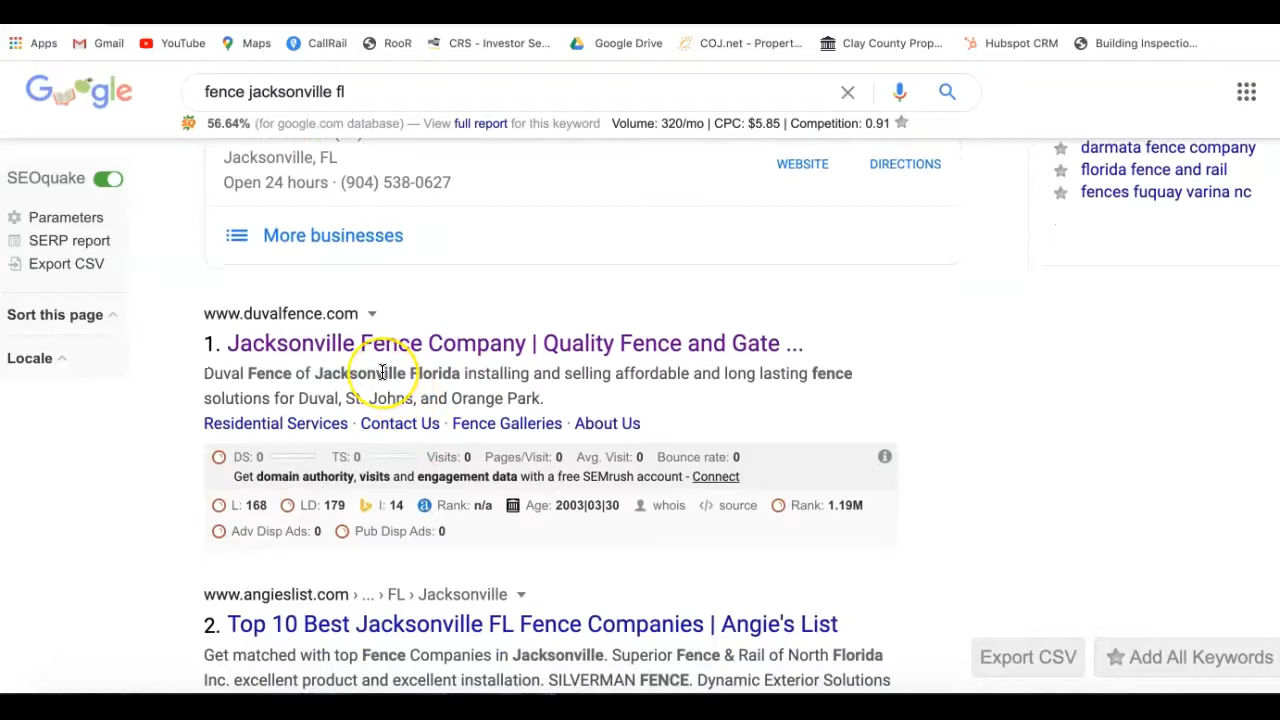 Apps Gmail YouTube Maps CallRail RooR CRS - Investor Se... Google Drive COJ.net - Propert... Clay County Prop... Hubspot CRM Building Inspectio...
Google fence jacksonville fl
56.64% (for google.com database) — View full report for this keyword Volume: 320/mo | CPC: $5.85 | Competition: 0.91
SEOquake
Parameters
SERP report
Export CSV
Sort this page
Locale
Jacksonville, FL
Open 24 hours · (904) 538-0627
WEBSITE DIRECTIONS
More businesses
www.duvalfence.com
1. Jacksonville Fence Company | Quality Fence and Gate ...
Duval Fence of Jacksonville Florida installing and selling affordable and long lasting fence
solutions for Duval, St. Johns, and Orange Park.
Residential Services · Contact Us · Fence Galleries · About Us
DS: 0 TS: 0 Visits: 0 Pages/Visit: 0 Avg. Visit: 0 Bounce rate: 0
Get domain authority, visits and engagement data with a free SEMrush account - Connect
L: 168 LD: 179 I: 14 Rank: n/a Age: 2003|03|30 whois source Rank: 1.19M
Adv Disp Ads: 0 Pub Disp Ads: 0
www.angieslist.com › ... › FL › Jacksonville
2. Top 10 Best Jacksonville FL Fence Companies | Angie's List
Get matched with top Fence Companies in Jacksonville. Superior Fence & Rail of North Florida
Inc. excellent product and excellent installation. SILVERMAN FENCE. Dynamic Exterior Solutions
darmata fence company
florida fence and rail
fences fuquay varina nc
Export CSV Add All Keywords